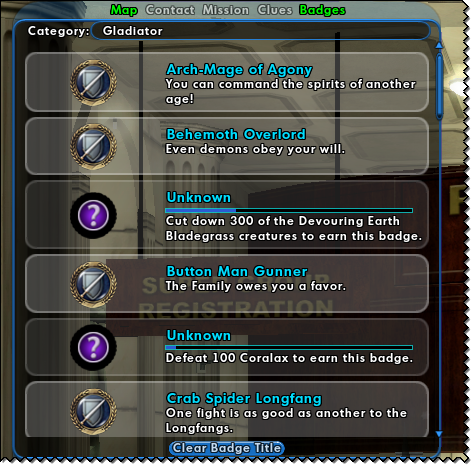 Map Contact Mission Clues Badges
Category: Gladiator
Arch-Mage of Agony
You can command the spirits of another
age!
Behemoth Overlord
Even demons obey your will.
?
Unknown
Cut down 300 of the Devouring Earth
Bladegrass creatures to earn this badge.
Button Man Gunner
The Family owes you a favor.
REGISTRATION
?
Unknown
Defeat 100 Coralax to earn this badge.
Crab Spider Longfang
One fight is as good as another to the
Longfangs.
Clear Badge Title